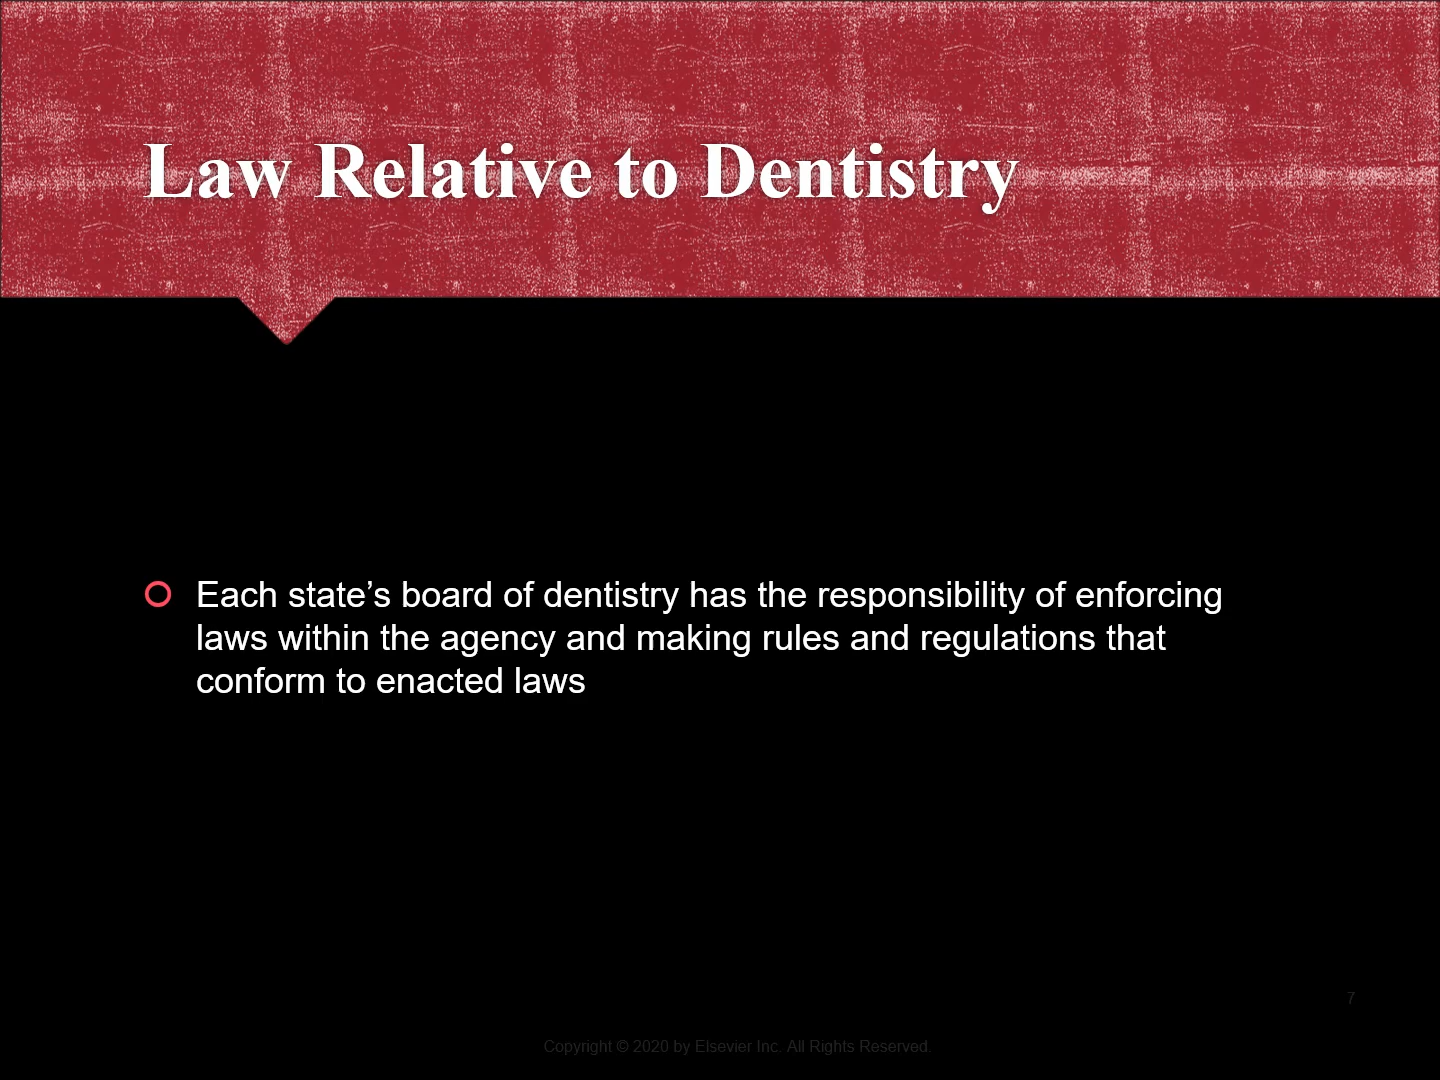 Law Relative to Dentistry
Each state’s board of dentistry has the responsibility of enforcing
laws within the agency and making rules and regulations that
conform to enacted laws
7
Copyright © 2020 by Elsevier Inc. All Rights Reserved.